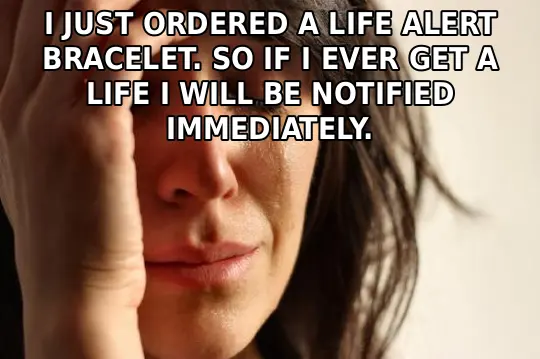 I JUST ORDERED A LIFE ALERT
BRACELET. SO IF I EVER GET A
LIFE I WILL BE NOTIFIED
IMMEDIATELY.